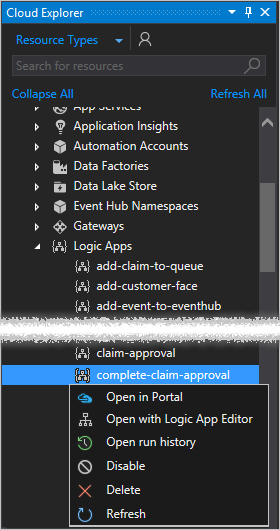 Cloud Explorer
Resource Types
Search for resources
Collapse All Refresh All
App Services
Application Insights
Automation Accounts
Data Factories
Data Lake Store
Event Hub Namespaces
Gateways
Logic Apps
add-claim-to-queue
add-customer-face
add-event-to-eventhub
claim-approval
complete-claim-approval
Open in Portal
Open with Logic App Editor
Open run history
Disable
Delete
Refresh